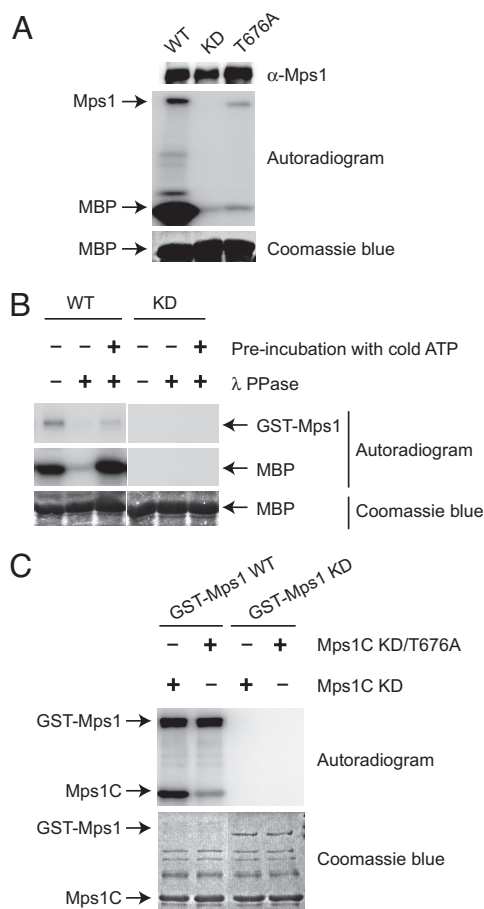 A
WT KD T676A
α-Mps1
Mps1
Autoradiogram
MBP
MBP Coomassie blue
B
WT KD
– – + – – + Pre-incubation with cold ATP
– + + – + + λ PPase
GST-Mps1
Autoradiogram
MBP
MBP Coomassie blue
C
GST-Mps1 WT GST-Mps1 KD
– + – + Mps1C KD/T676A
+ – + – Mps1C KD
GST-Mps1
Autoradiogram
Mps1C
GST-Mps1
Coomassie blue
Mps1C